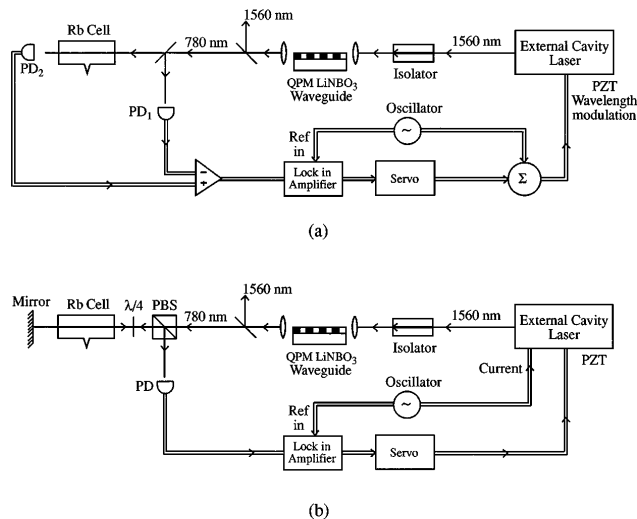 1560 nm
Rb Cell
780 nm
1560 nm
External Cavity
Laser
PD₂
Isolator
QPM LiNBO₃
Waveguide
PZT
Wavelength
modulation
PD₁
Oscillator
~
Ref
in
-
+
Lock in
Amplifier
Servo
Σ
(a)
1560 nm
Mirror
Rb Cell
λ/4
PBS
780 nm
1560 nm
External Cavity
Laser
Isolator
QPM LiNBO₃
Waveguide
Current
PZT
PD
Oscillator
~
Ref
in
Lock in
Amplifier
Servo
(b)